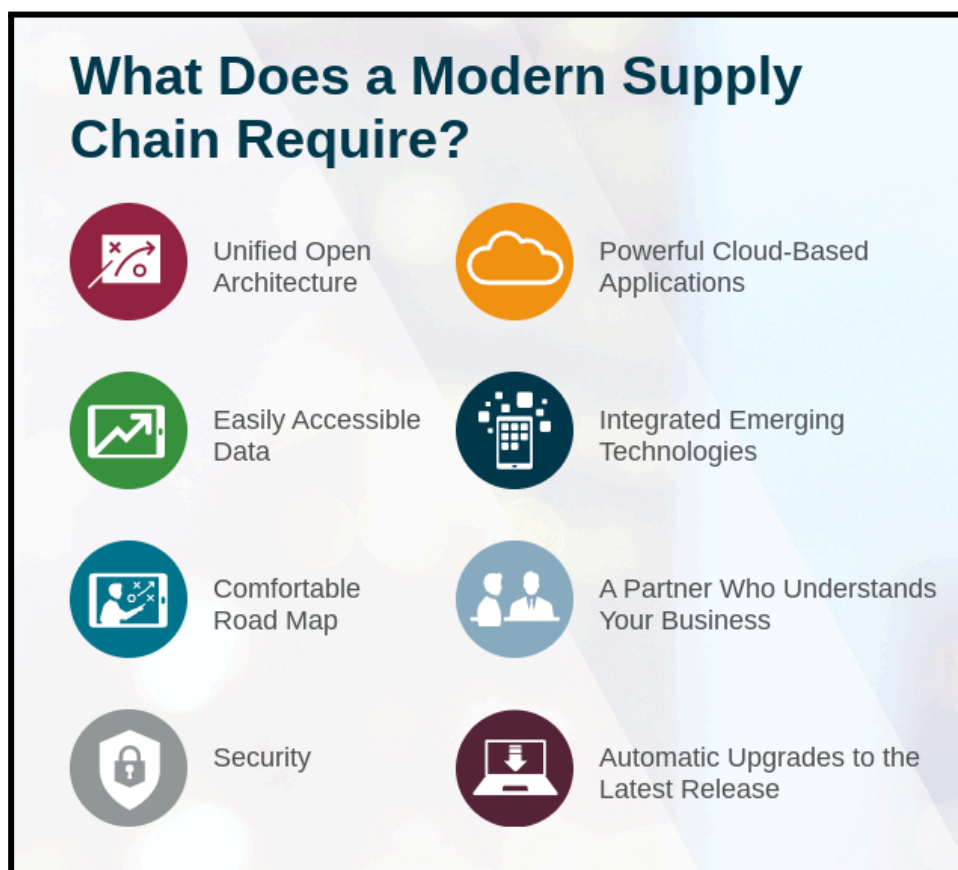 What Does a Modern Supply
Chain Require?
Unified Open
Architecture
Powerful Cloud-Based
Applications
Easily Accessible
Data
Integrated Emerging
Technologies
Comfortable
Road Map
A Partner Who Understands
Your Business
Security
Automatic Upgrades to the
Latest Release